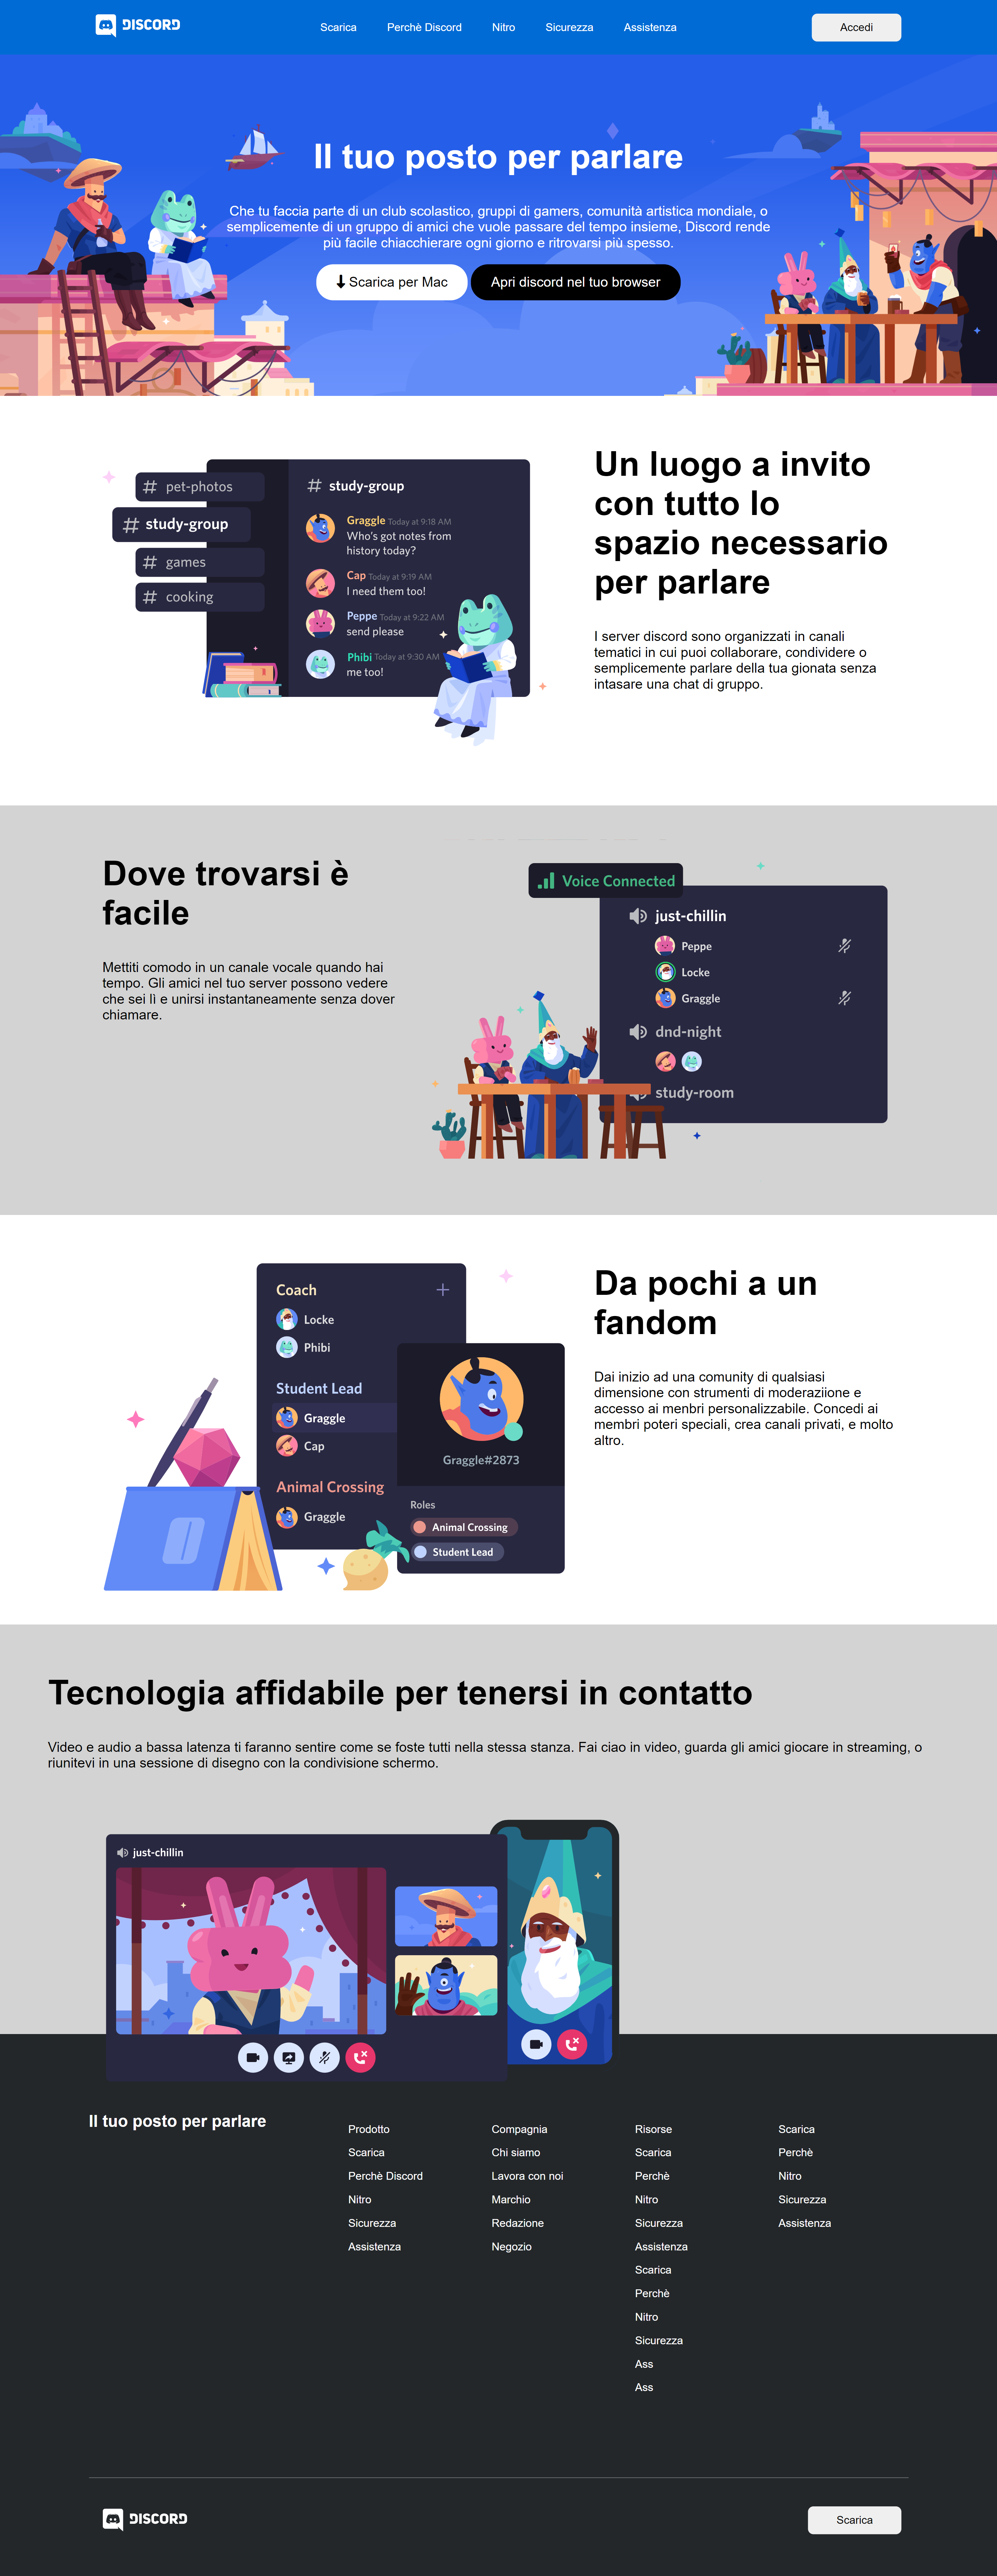 DISCORD
Scarica
Perchè Discord
Nitro
Sicurezza
Assistenza
Accedi
Il tuo posto per parlare
Che tu faccia parte di un club scolastico, gruppi di gamers, comunità artistica mondiale, o
semplicemente di un gruppo di amici che vuole passare del tempo insieme, Discord rende
più facile chiacchierare ogni giorno e ritrovarsi più spesso.
Scarica per Mac
Apri discord nel tuo browser
# pet-photos
# study-group
# games
# cooking
# study-group
Graggle Today at 9:18 AM
Who's got notes from
history today?
Cap Today at 9:19 AM
I need them too!
Peppe Today at 9:22 AM
send please
Phibi Today at 9:30 AM
me too!
Un luogo a invito
con tutto lo
spazio necessario
per parlare
I server discord sono organizzati in canali
tematici in cui puoi collaborare, condividere o
semplicemente parlare della tua gionata senza
intasare una chat di gruppo.
Dove trovarsi è
facile
Mettiti comodo in un canale vocale quando hai
tempo. Gli amici nel tuo server possono vedere
che sei lì e unirsi instantaneamente senza dover
chiamare.
Voice Connected
just-chillin
Peppe
Locke
Graggle
dnd-night
study-room
Coach
Locke
Phibi
Student Lead
Graggle
Cap
Animal Crossing
Graggle
Graggle#2873
Roles
Animal Crossing
Student Lead
Da pochi a un
fandom
Dai inizio ad una comunity di qualsiasi
dimensione con strumenti di moderaziione e
accesso ai menbri personalizzabile. Concedi ai
membri poteri speciali, crea canali privati, e molto
altro.
Tecnologia affidabile per tenersi in contatto
Video e audio a bassa latenza ti faranno sentire come se foste tutti nella stessa stanza. Fai ciao in video, guarda gli amici giocare in streaming, o
riunitevi in una sessione di disegno con la condivisione schermo.
just-chillin
Il tuo posto per parlare
Prodotto
Scarica
Perchè Discord
Nitro
Sicurezza
Assistenza
Compagnia
Chi siamo
Lavora con noi
Marchio
Redazione
Negozio
Risorse
Scarica
Perchè
Nitro
Sicurezza
Assistenza
Scarica
Perchè
Nitro
Sicurezza
Ass
Ass
Scarica
Perchè
Nitro
Sicurezza
Assistenza
DISCORD
Scarica